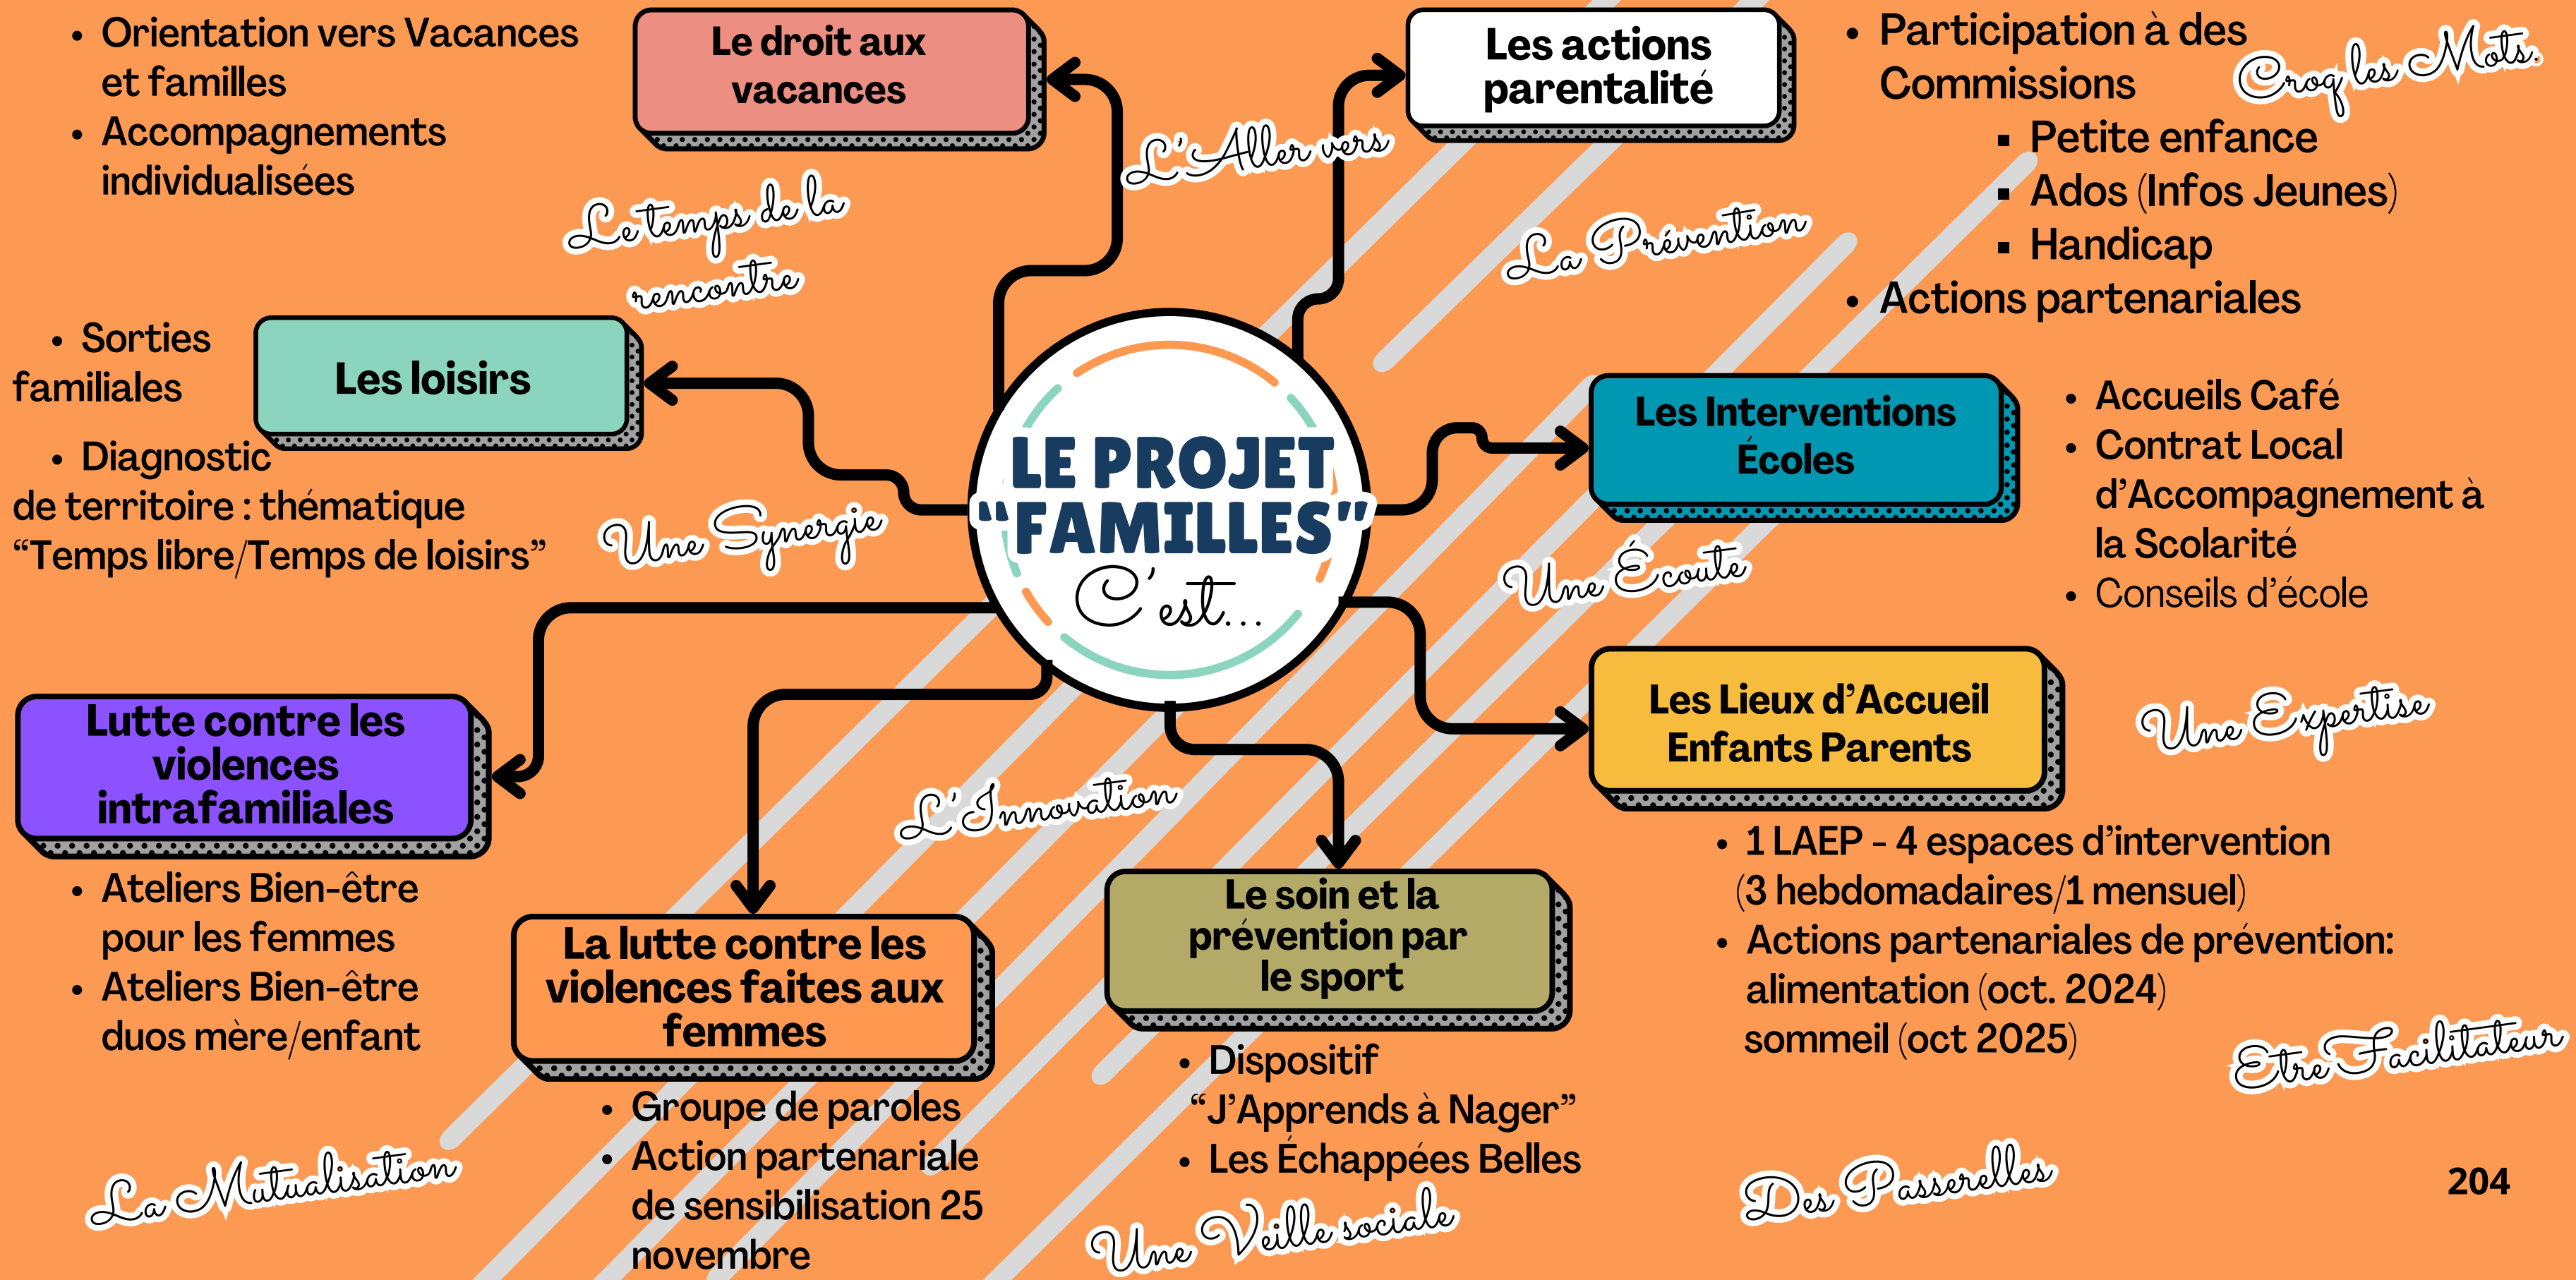 • Orientation vers Vacances
et familles
• Accompagnements
individualisées
Le droit aux
vacances
Les actions
parentalité
• Participation à des
Commissions
▪ Petite enfance
▪ Ados (Infos Jeunes)
▪ Handicap
• Actions partenariales
Croq les Mots.
L'Aller vers
Le temps de la
rencontre
La Prévention
• Sorties
familiales
• Diagnostic
de territoire : thématique
“Temps libre/Temps de loisirs”
Les loisirs
Une Synergie
LE PROJET
“FAMILLES”
C'est...
Les Interventions
Écoles
• Accueils Café
• Contrat Local
d’Accompagnement à
la Scolarité
• Conseils d’école
Une Écoute
Lutte contre les
violences
intrafamiliales
• Ateliers Bien-être
pour les femmes
• Ateliers Bien-être
duos mère/enfant
La lutte contre les
violences faites aux
femmes
• Groupe de paroles
• Action partenariale
de sensibilisation 25
novembre
L'Innovation
Le soin et la
prévention par
le sport
• Dispositif
“J’Apprends à Nager”
• Les Échappées Belles
Les Lieux d’Accueil
Enfants Parents
• 1 LAEP - 4 espaces d’intervention
(3 hebdomadaires/1 mensuel)
• Actions partenariales de prévention:
alimentation (oct. 2024)
sommeil (oct 2025)
Une Expertise
Etre Facilitateur
La Mutualisation
Une Veille sociale
Des Passerelles
204